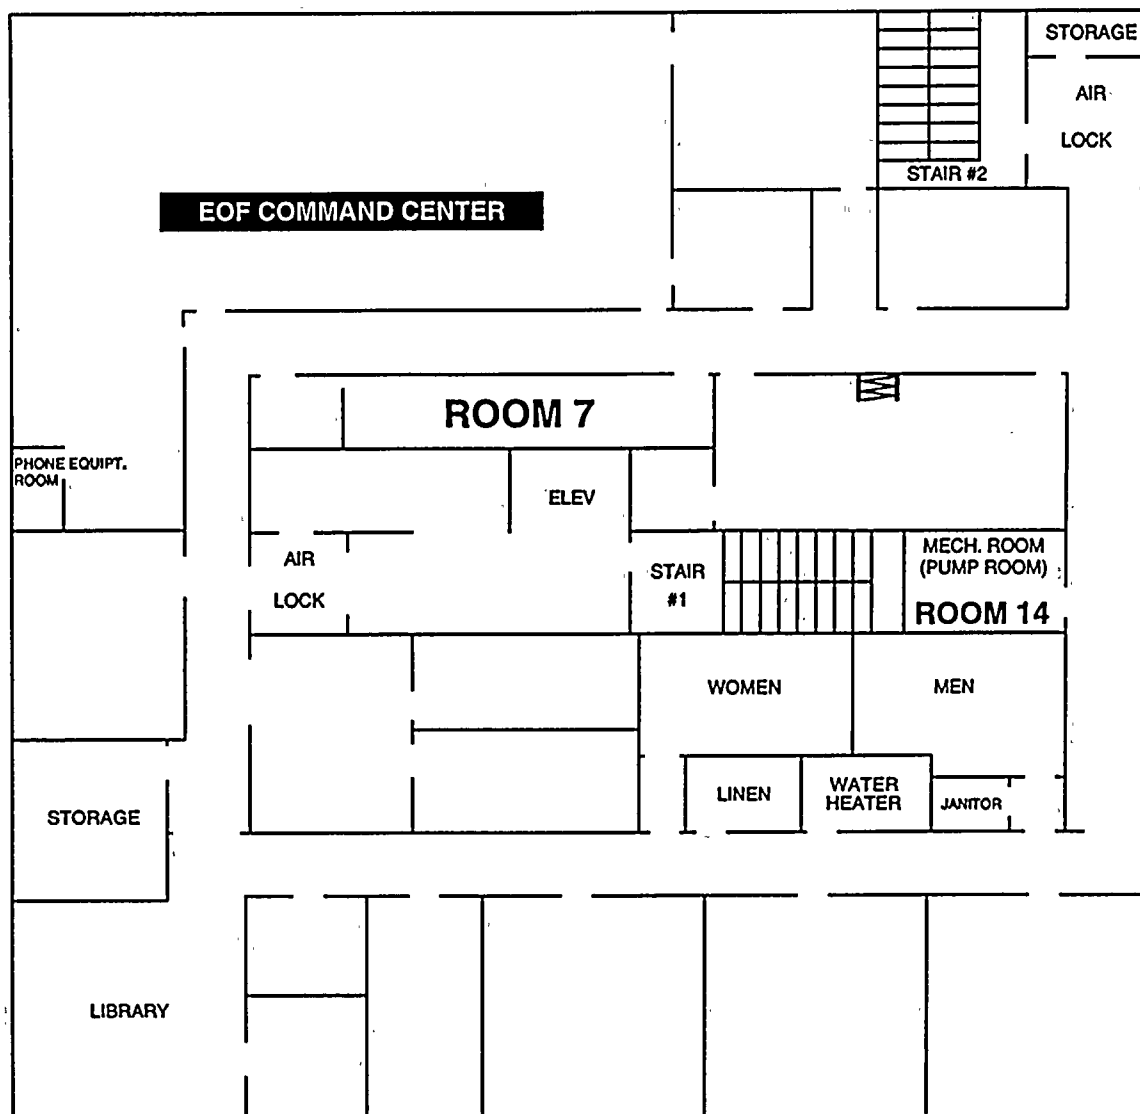 STORAGE
AIR
LOCK
STAIR #2
EOF COMMAND CENTER
ROOM 7
PHONE EQUIPT.
ROOM
ELEV
AIR
LOCK
STAIR
#1
MECH. ROOM
(PUMP ROOM)
ROOM 14
WOMEN
MEN
LINEN
WATER
HEATER
JANITOR
STORAGE
LIBRARY